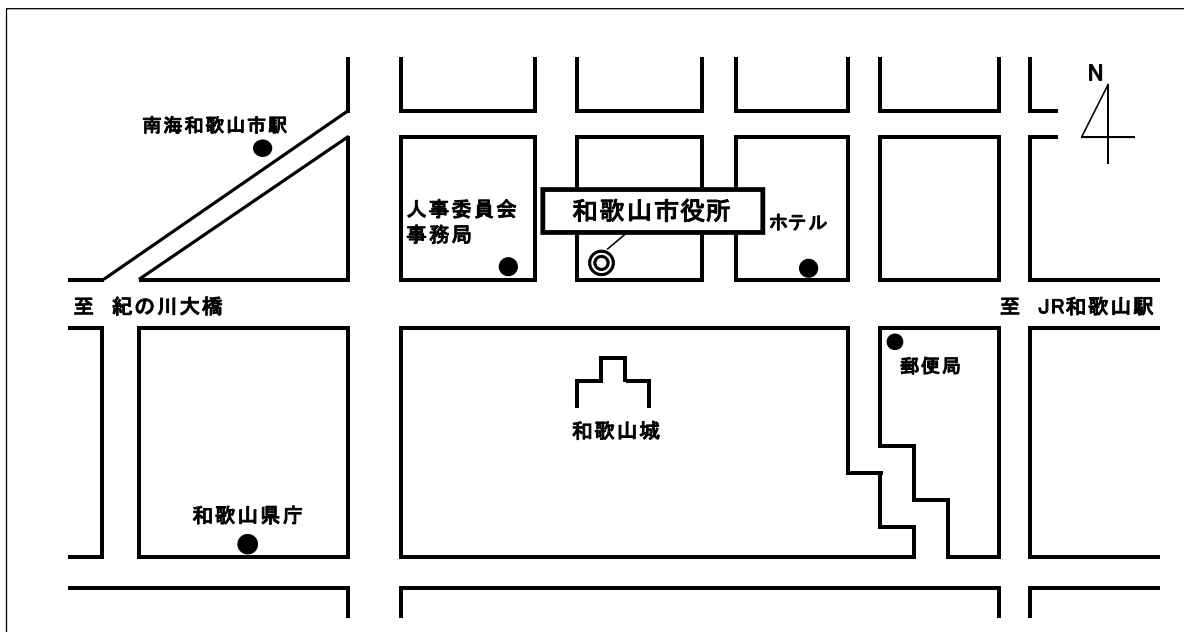 N
南海和歌山市駅
人事委員会
事務局
和歌山市役所
ホテル
至 紀の川大橋
至 JR和歌山駅
郵便局
和歌山城
和歌山県庁